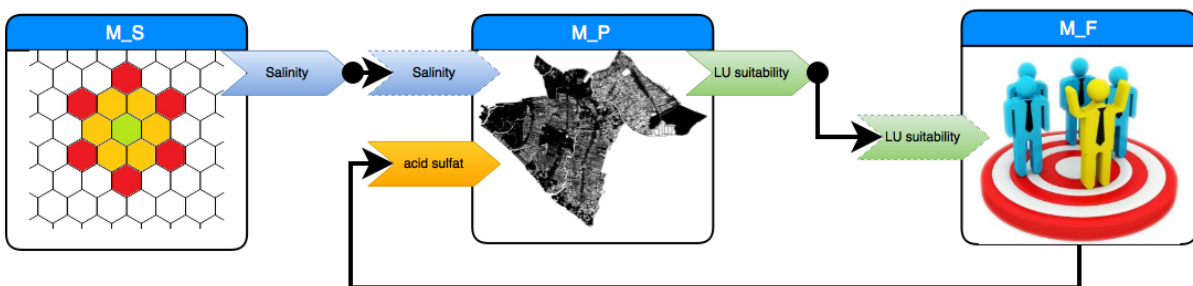 M_S
M_P
M_F
Salinity
Salinity
LU suitability
LU suitability
acid sulfat